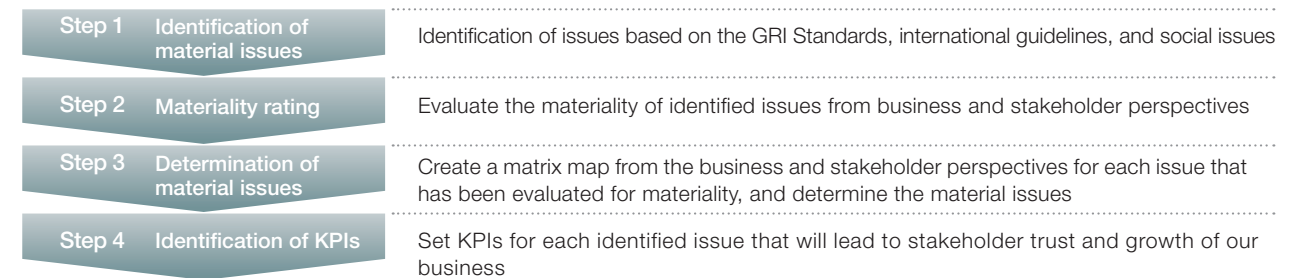 Step 1 Identification of
material issues
Identification of issues based on the GRI Standards, international guidelines, and social issues
Step 2 Materiality rating
Evaluate the materiality of identified issues from business and stakeholder perspectives
Step 3 Determination of
material issues
Create a matrix map from the business and stakeholder perspectives for each issue that
has been evaluated for materiality, and determine the material issues
Step 4 Identification of KPIs
Set KPIs for each identified issue that will lead to stakeholder trust and growth of our
business